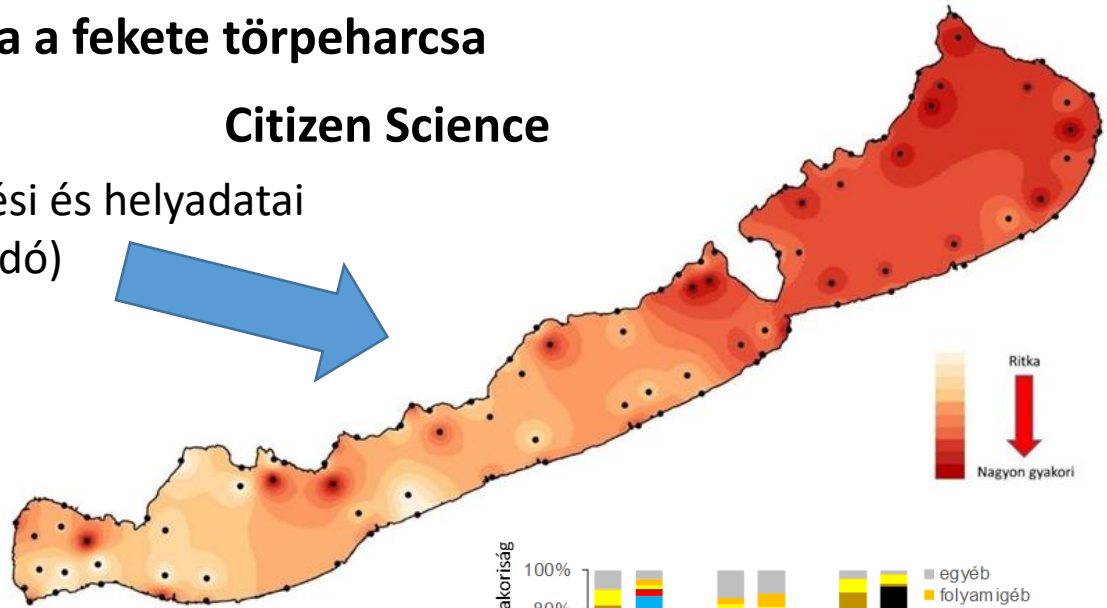 a a fekete törpeharcsa
Citizen Science
ési és helyadatai
dó)
Ritka
Nagyon gyakori
akoriság
100%
egyéb
folyamigéb